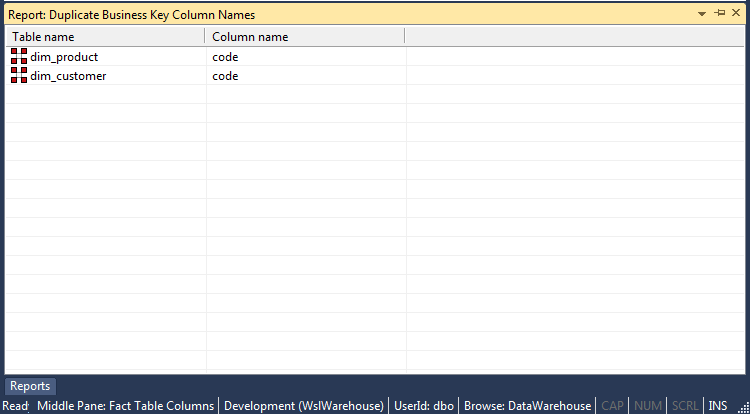 Report: Duplicate Business Key Column Names
Table name Column name
dim_product code
dim_customer code
Reports
Ready Middle Pane: Fact Table Columns Development (WslWarehouse) UserId: dbo Browse: DataWarehouse CAP NUM SCRL INS